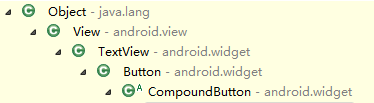 Object - java.lang
View - android.view
TextView - android.widget
Button - android.widget
CompoundButton - android.widget